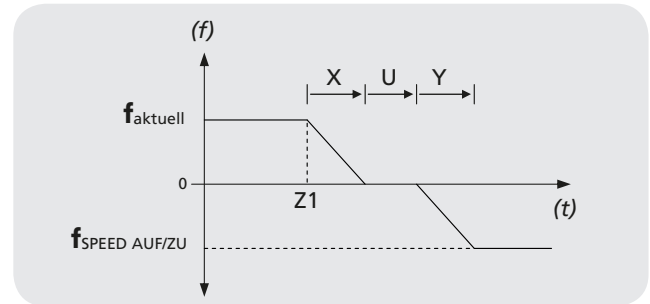 (f)
X U Y
faktuell
0
Z1
(t)
fSPEED AUF/ZU